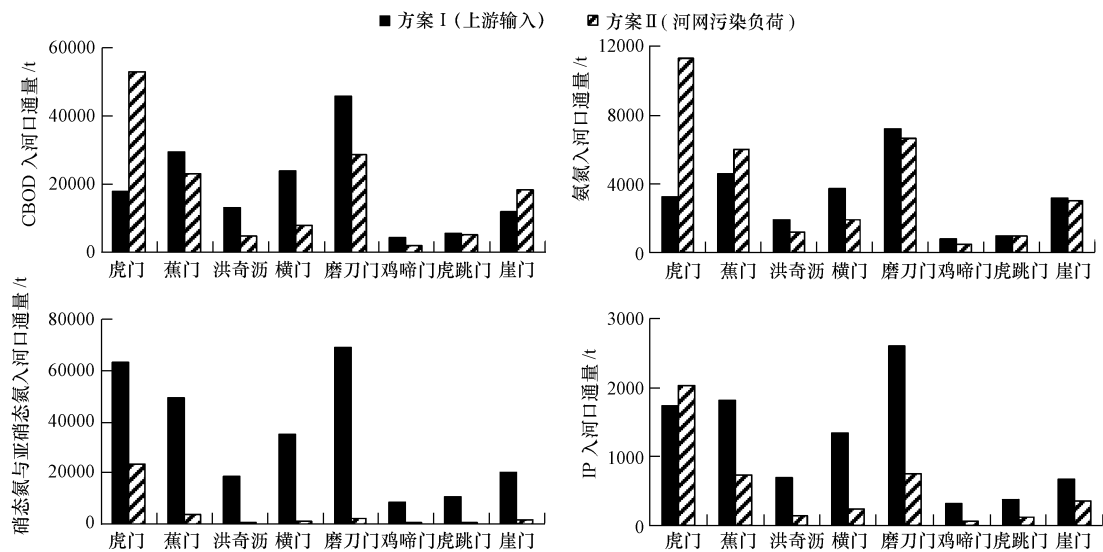 方案Ⅰ(上游输入) 方案Ⅱ(河网污染负荷)
CBOD 入河口通量/t
60000
40000
20000
0
虎门 蕉门 洪奇沥 横门 磨刀门 鸡啼门 虎跳门 崖门
氨氮入河口通量/t
12000
8000
4000
0
虎门 蕉门 洪奇沥 横门 磨刀门 鸡啼门 虎跳门 崖门
硝态氮与亚硝态氮入河口通量/t
80000
60000
40000
20000
0
虎门 蕉门 洪奇沥 横门 磨刀门 鸡啼门 虎跳门 崖门
IP 入河口通量/t
3000
2000
1000
0
虎门 蕉门 洪奇沥 横门 磨刀门 鸡啼门 虎跳门 崖门